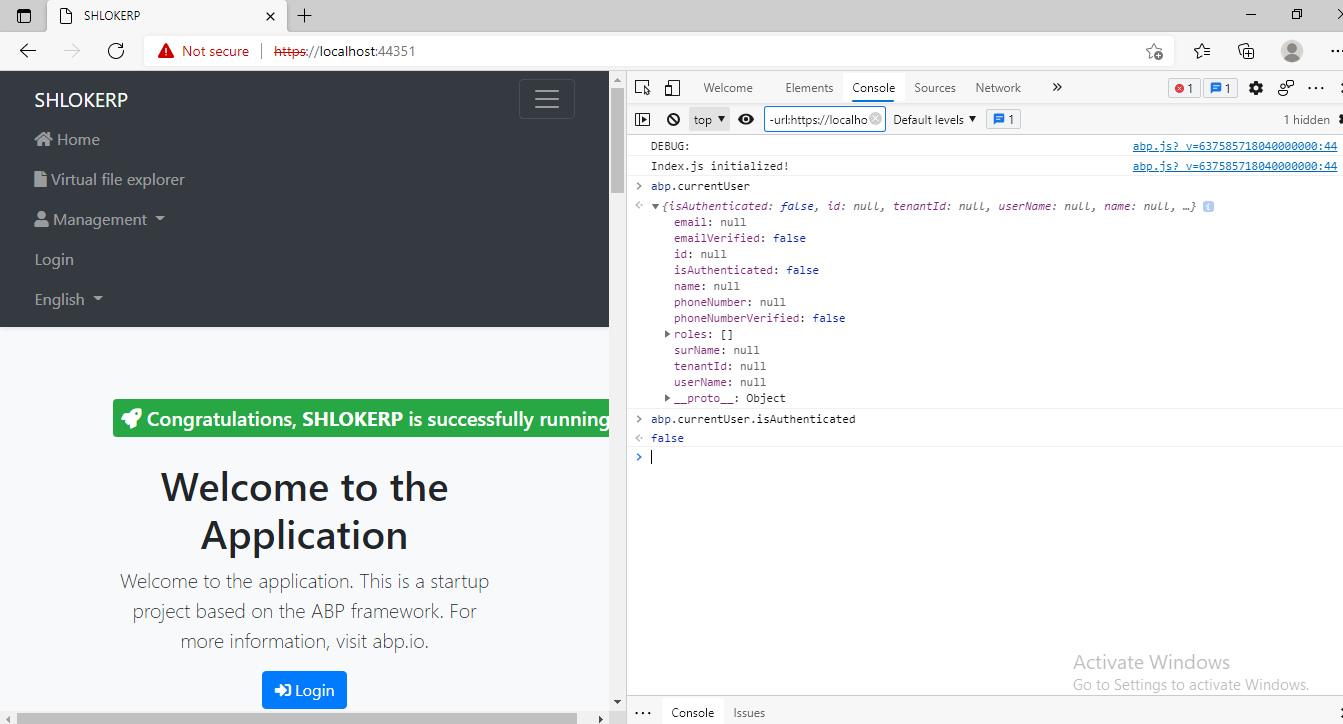 SHLOKERP
Not secure
https://localhost:44351
SHLOKERP
Home
Virtual file explorer
Management
Login
English
Congratulations, SHLOKERP is successfully running
Welcome to the
Application
Welcome to the application. This is a startup
project based on the ABP framework. For
more information, visit abp.io.
Login
Welcome Elements Console Sources Network » 1 1
top ▼ -url:https://localho Default levels ▼ 1 1 hidden
DEBUG: abp.js?_v=637585718040000000:44
Index.js initialized! abp.js?_v=637585718040000000:44
> abp.currentUser
{isAuthenticated: false, id: null, tenantId: null, userName: null, name: null, …}
email: null
emailVerified: false
id: null
isAuthenticated: false
name: null
phoneNumber: null
phoneNumberVerified: false
roles: []
surName: null
tenantId: null
userName: null
__proto__: Object
> abp.currentUser.isAuthenticated
false
>
Activate Windows
Go to Settings to activate Windows.
Console Issues